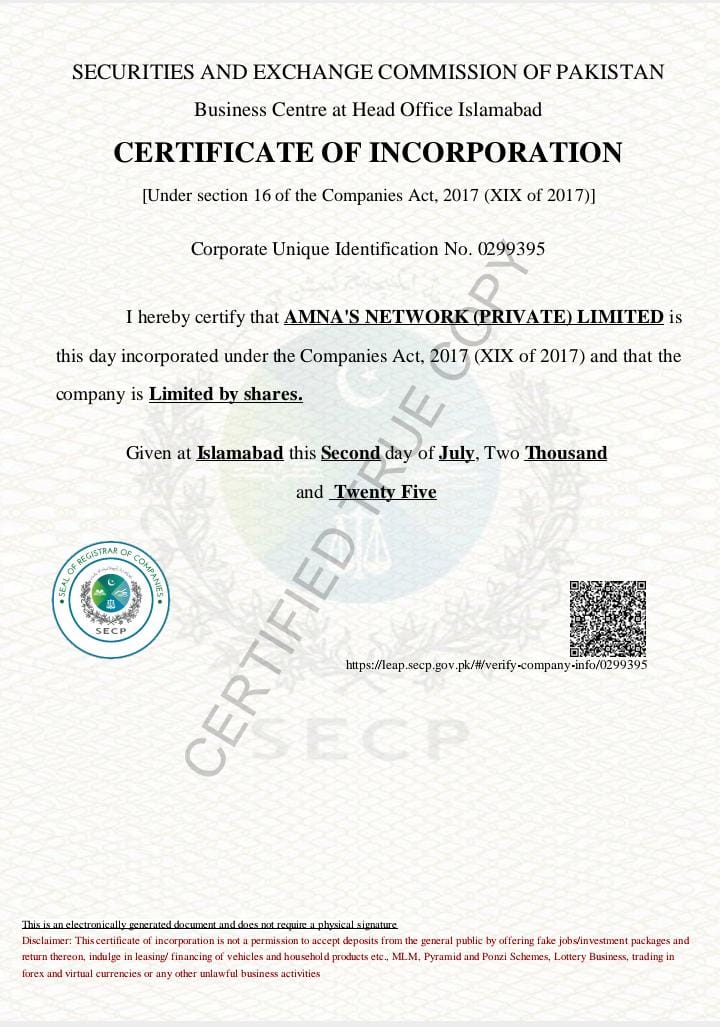 SECURITIES AND EXCHANGE COMMISSION OF PAKISTAN
Business Centre at Head Office Islamabad
CERTIFICATE OF INCORPORATION
[Under section 16 of the Companies Act, 2017 (XIX of 2017)]
Corporate Unique Identification No. 0299395
I hereby certify that AMNA'S NETWORK (PRIVATE) LIMITED is
this day incorporated under the Companies Act, 2017 (XIX of 2017) and that the
company is Limited by shares.
Given at Islamabad this Second day of July, Two Thousand
and Twenty Five
CERTIFIED TRUE COPY
SEAL OF REGISTRAR OF COMPANIES
SECP
https://leap.secp.gov.pk/#/verify-company-info/0299395
SECP
This is an electronically generated document and does not require a physical signature
Disclaimer: This certificate of incorporation is not a permission to accept deposits from the general public by offering fake jobs/investment packages and
return thereon, indulge in leasing/ financing of vehicles and household products etc., MLM, Pyramid and Ponzi Schemes, Lottery Business, trading in
forex and virtual currencies or any other unlawful business activities